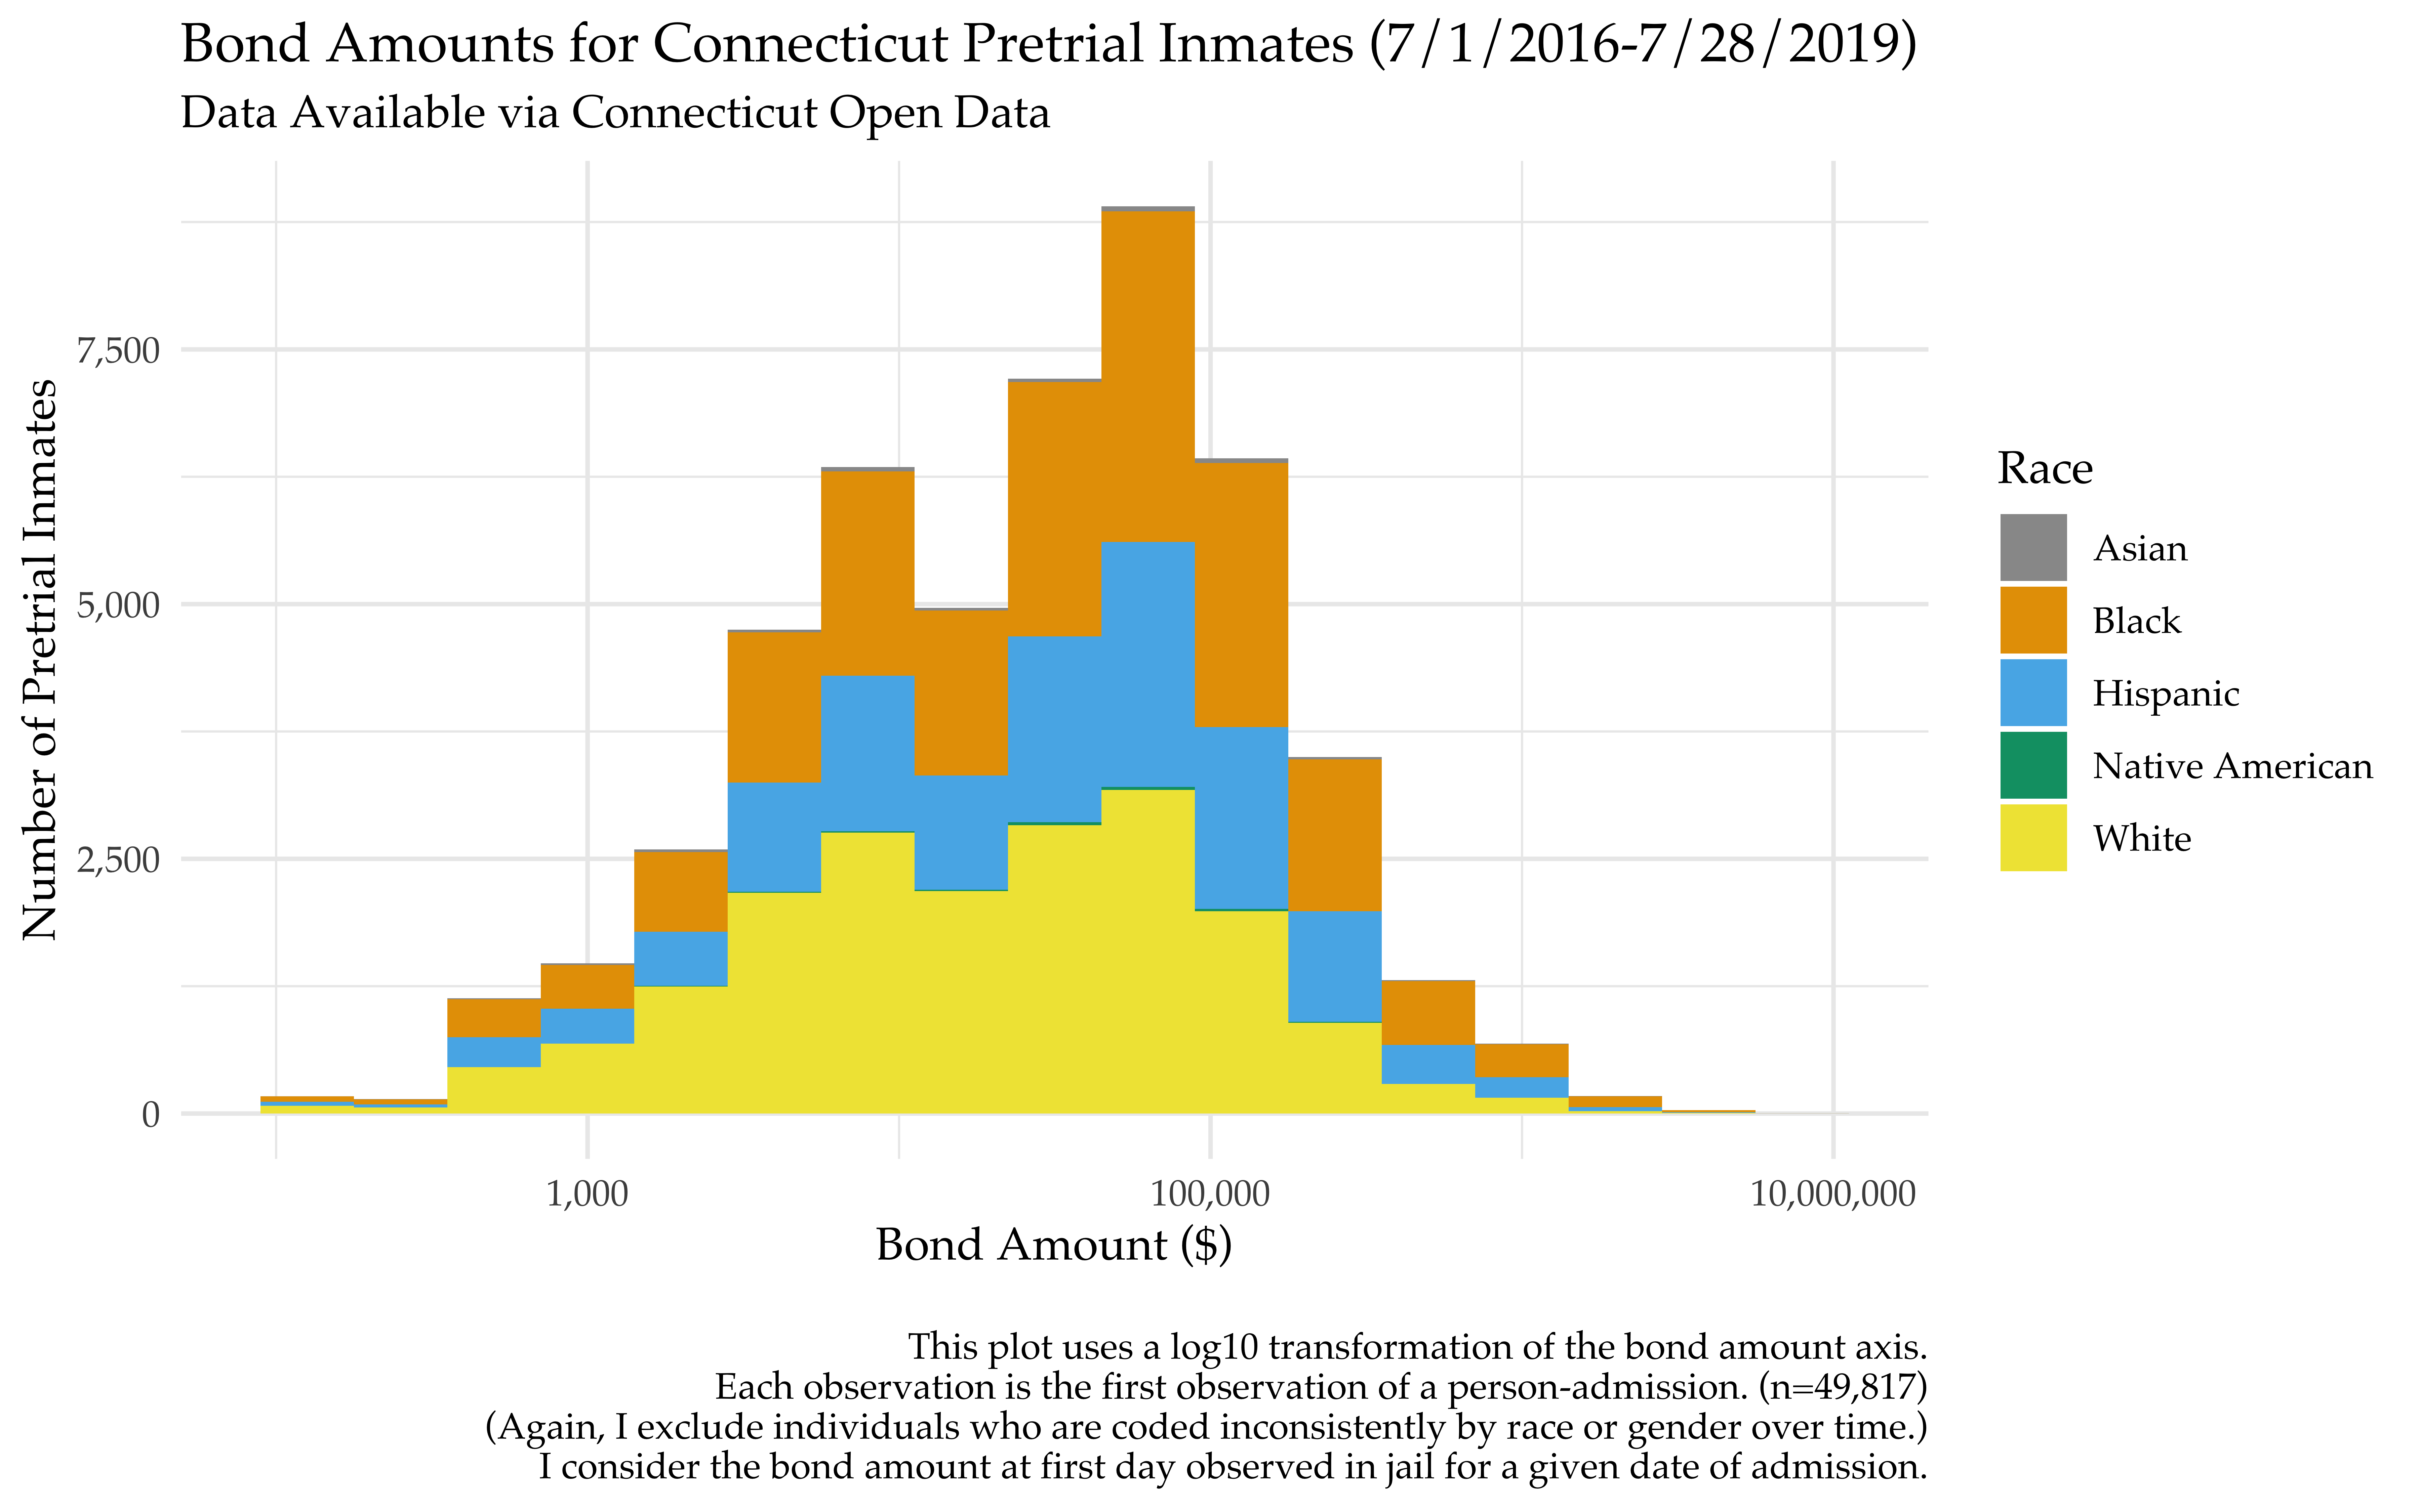 Bond Amounts for Connecticut Pretrial Inmates (7/1/2016-7/28/2019)
Data Available via Connecticut Open Data
Number of Pretrial Inmates
7,500
5,000
2,500
0
1,000
100,000
10,000,000
Bond Amount ($)
Race
Asian
Black
Hispanic
Native American
White
This plot uses a log10 transformation of the bond amount axis.
Each observation is the first observation of a person-admission. (n=49,817)
(Again, I exclude individuals who are coded inconsistently by race or gender over time.)
I consider the bond amount at first day observed in jail for a given date of admission.